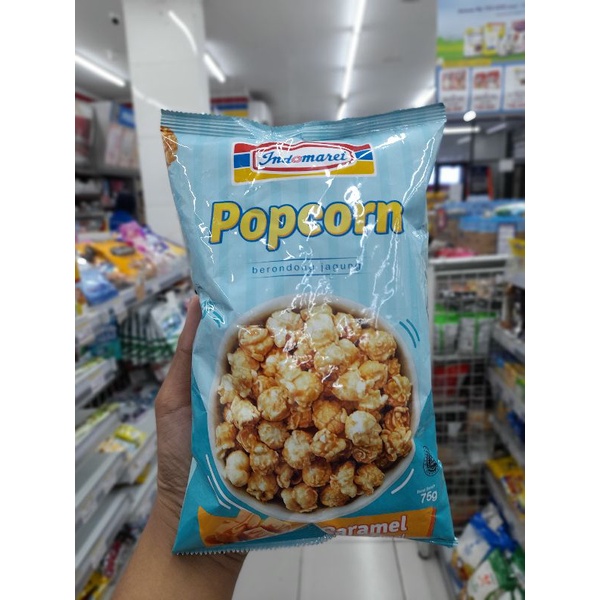 Indomaret
Popcorn
berondong jagung
75g
Caramel